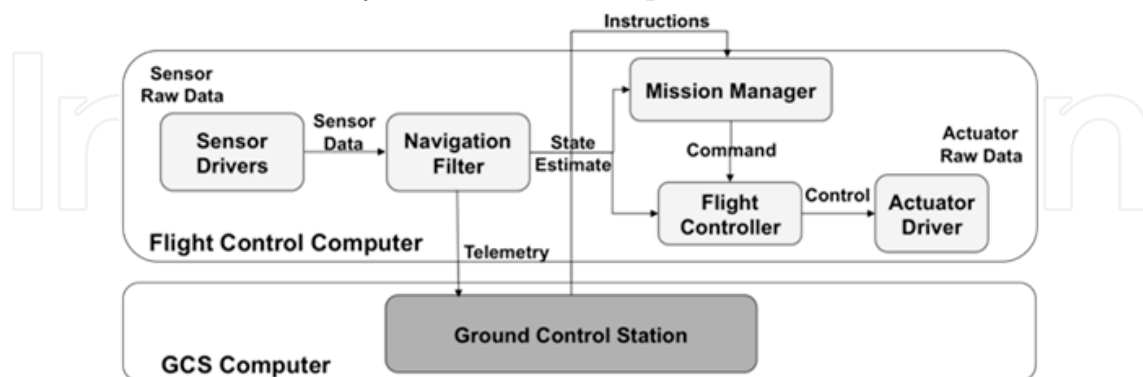 Instructions
Sensor
Raw Data
Mission Manager
Sensor
Data
Sensor
Drivers
Navigation
Filter
State
Estimate
Command
Actuator
Raw Data
Flight
Controller
Control
Actuator
Driver
Flight Control Computer
Telemetry
Ground Control Station
GCS Computer